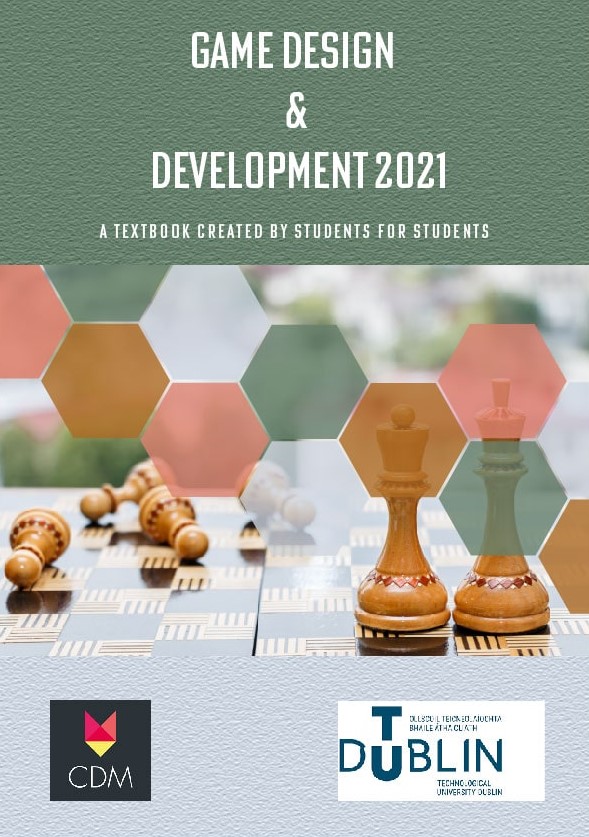 GAME DESIGN
&
DEVELOPMENT 2021
A TEXTBOOK CREATED BY STUDENTS FOR STUDENTS
CDM
OLLSCOIL TEICNEOLAÍOCHTA
BHAILE ÁTHA CLIATH
TU DUBLIN
TECHNOLOGICAL
UNIVERSITY DUBLIN